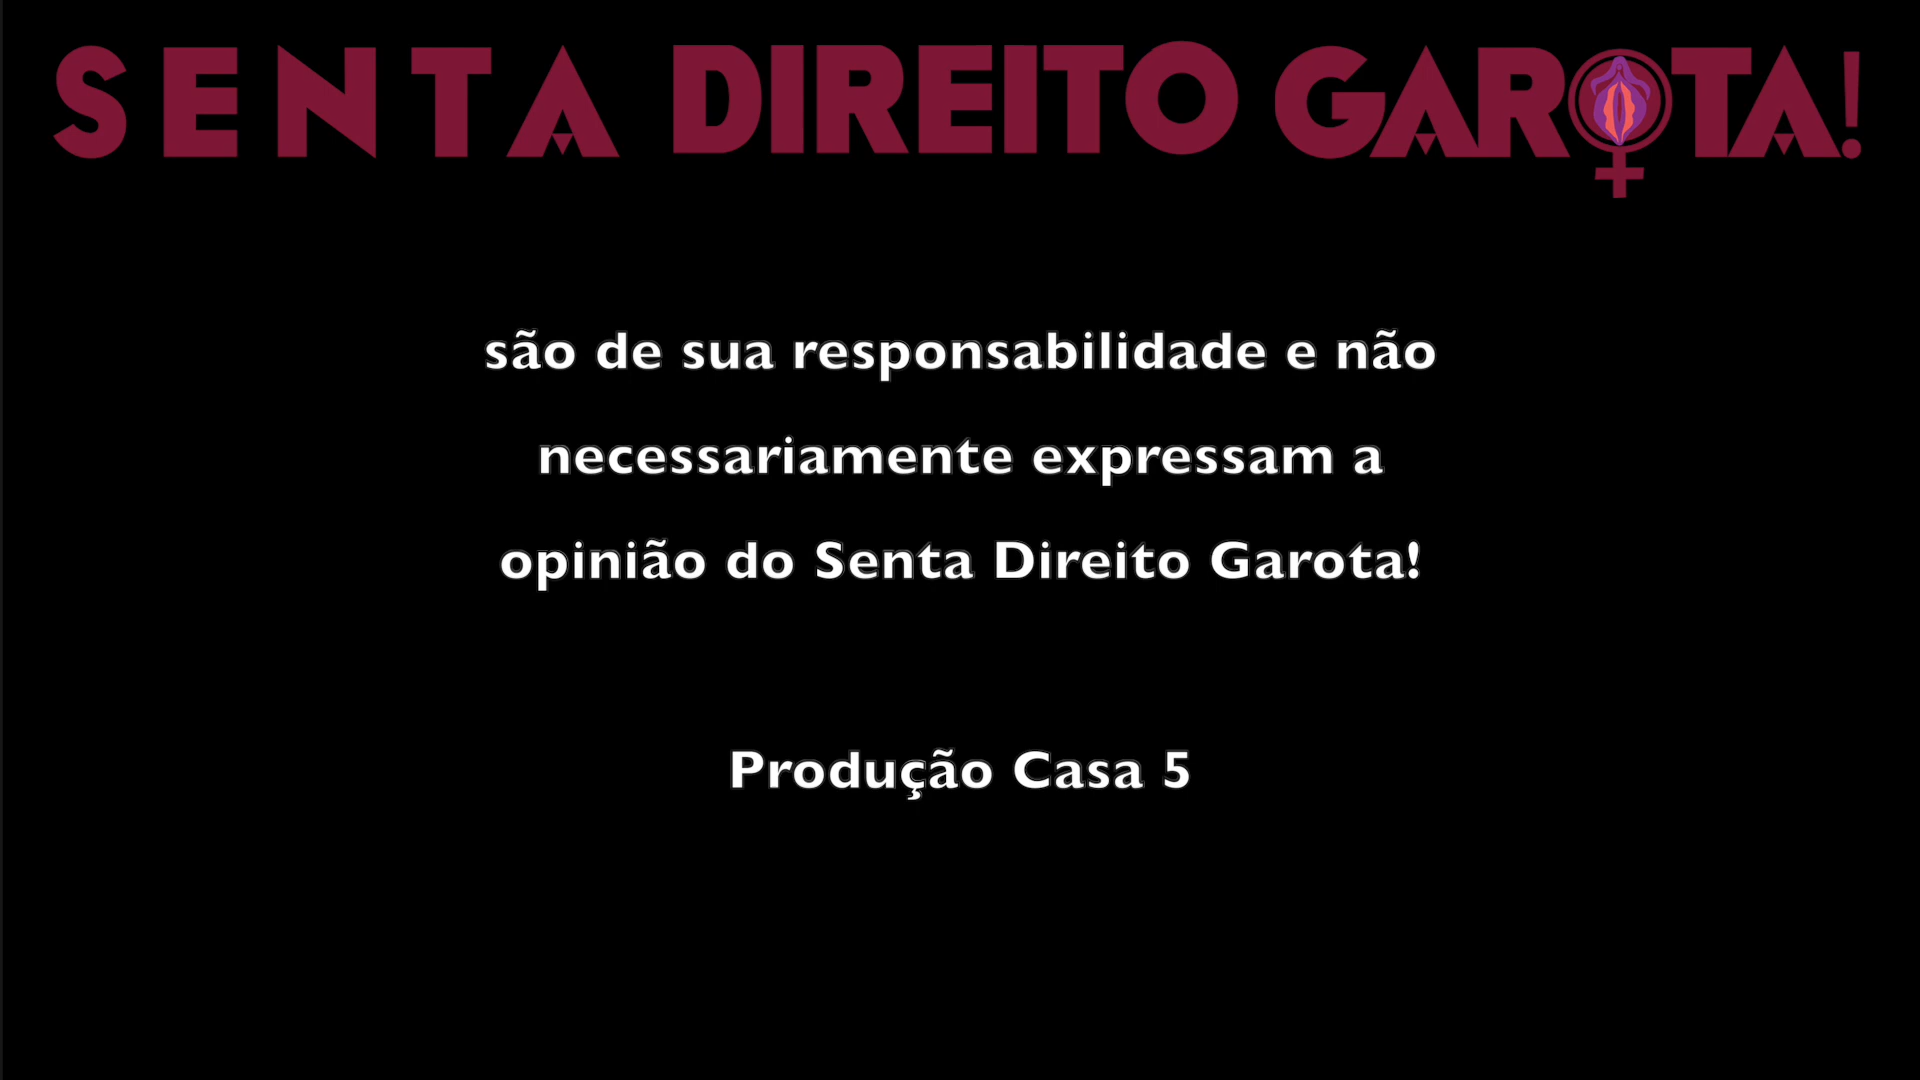 SENTA DIREITO GAROTA!
são de sua responsabilidade e não
necessariamente expressam a
opinião do Senta Direito Garota!
Produção Casa 5